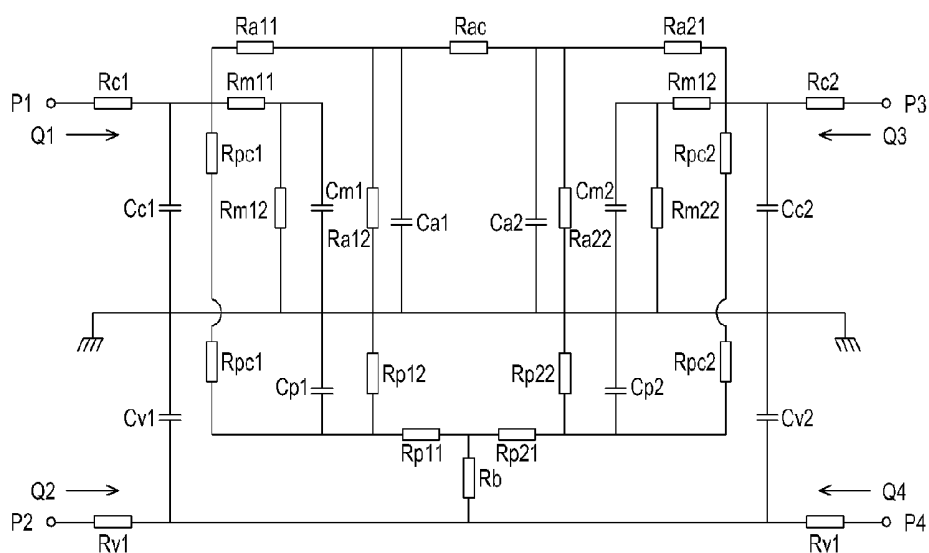 Ra11 Rac Ra21
Rc1 Rm11 Rm12 Rc2
P1 P3
Q1 Rpc1 Rpc2 Q3
Cc1 Rm12 Cm1 Ra12 Ca1 Ca2 Ra22 Cm2 Rm22 Cc2
Rpc1 Cp1 Rp12 Rp22 Cp2 Rpc2
Cv1 Cv2
Rp11 Rp21
Q2 Rb Q4
P2 P4
Rv1 Rv1